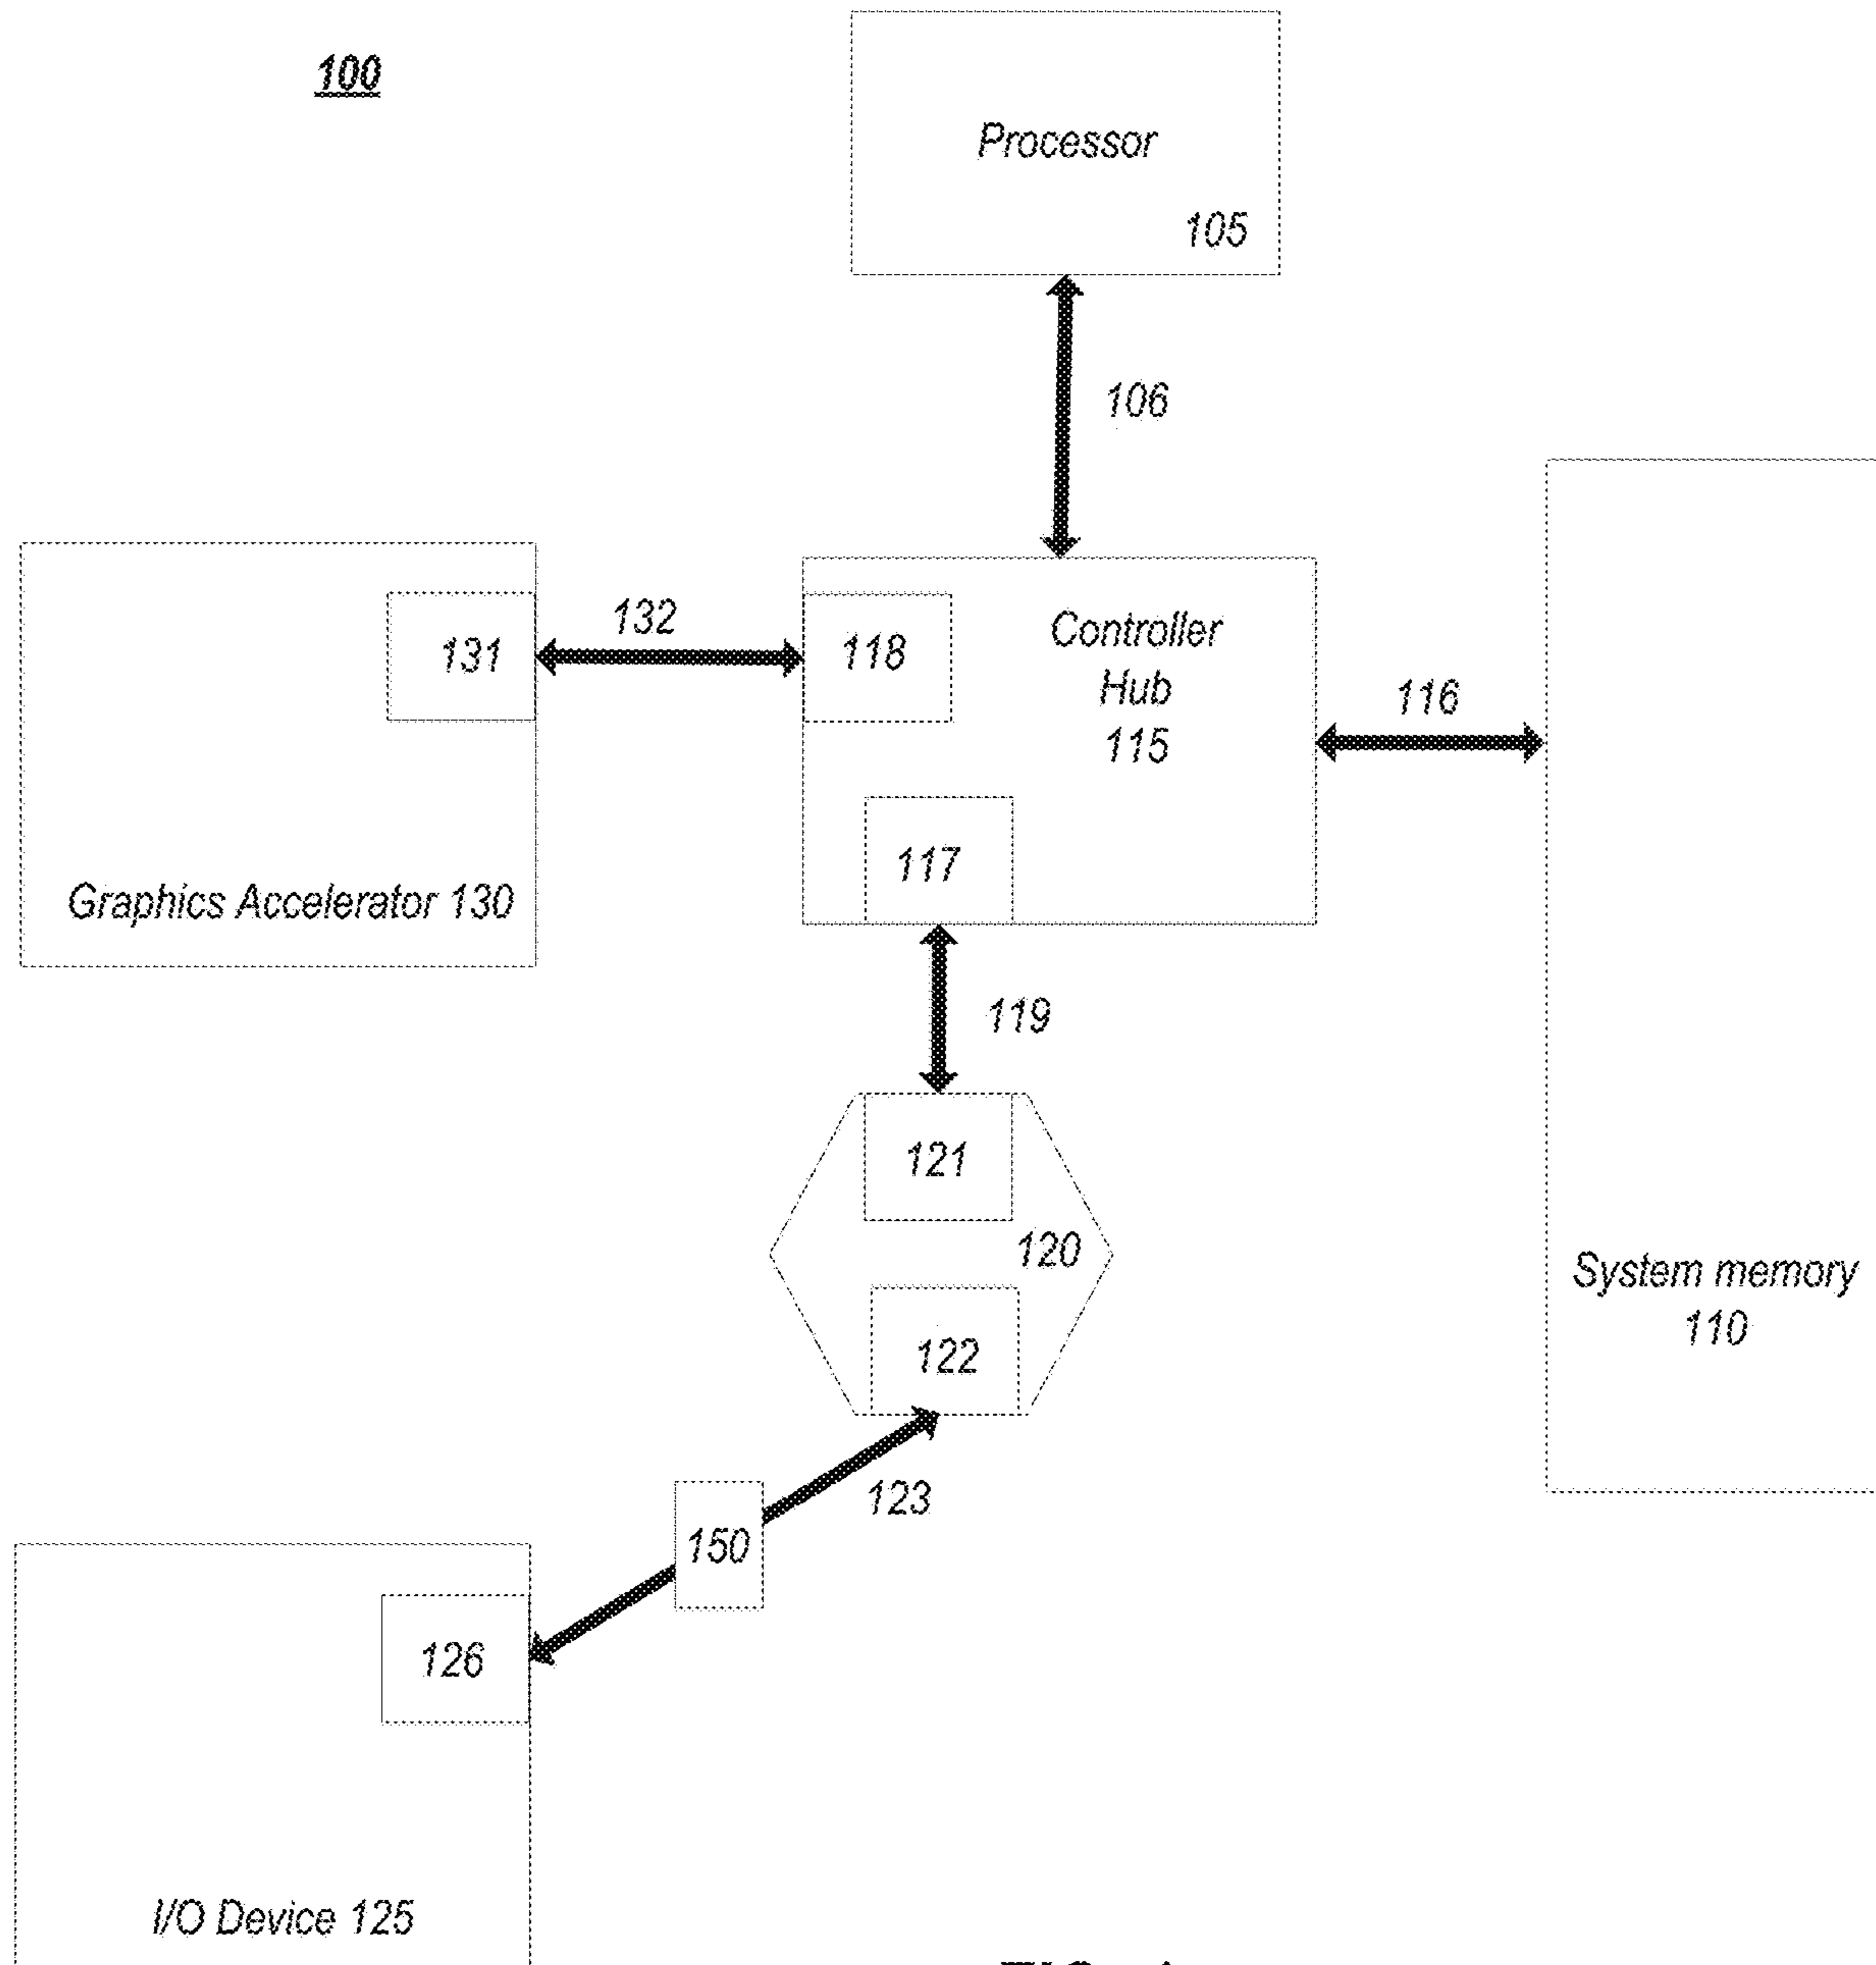 100
Processor
105
106
131
132
118
Controller
Hub
115
116
117
Graphics Accelerator 130
119
121
120
System memory
110
122
123
150
126
I/O Device 125